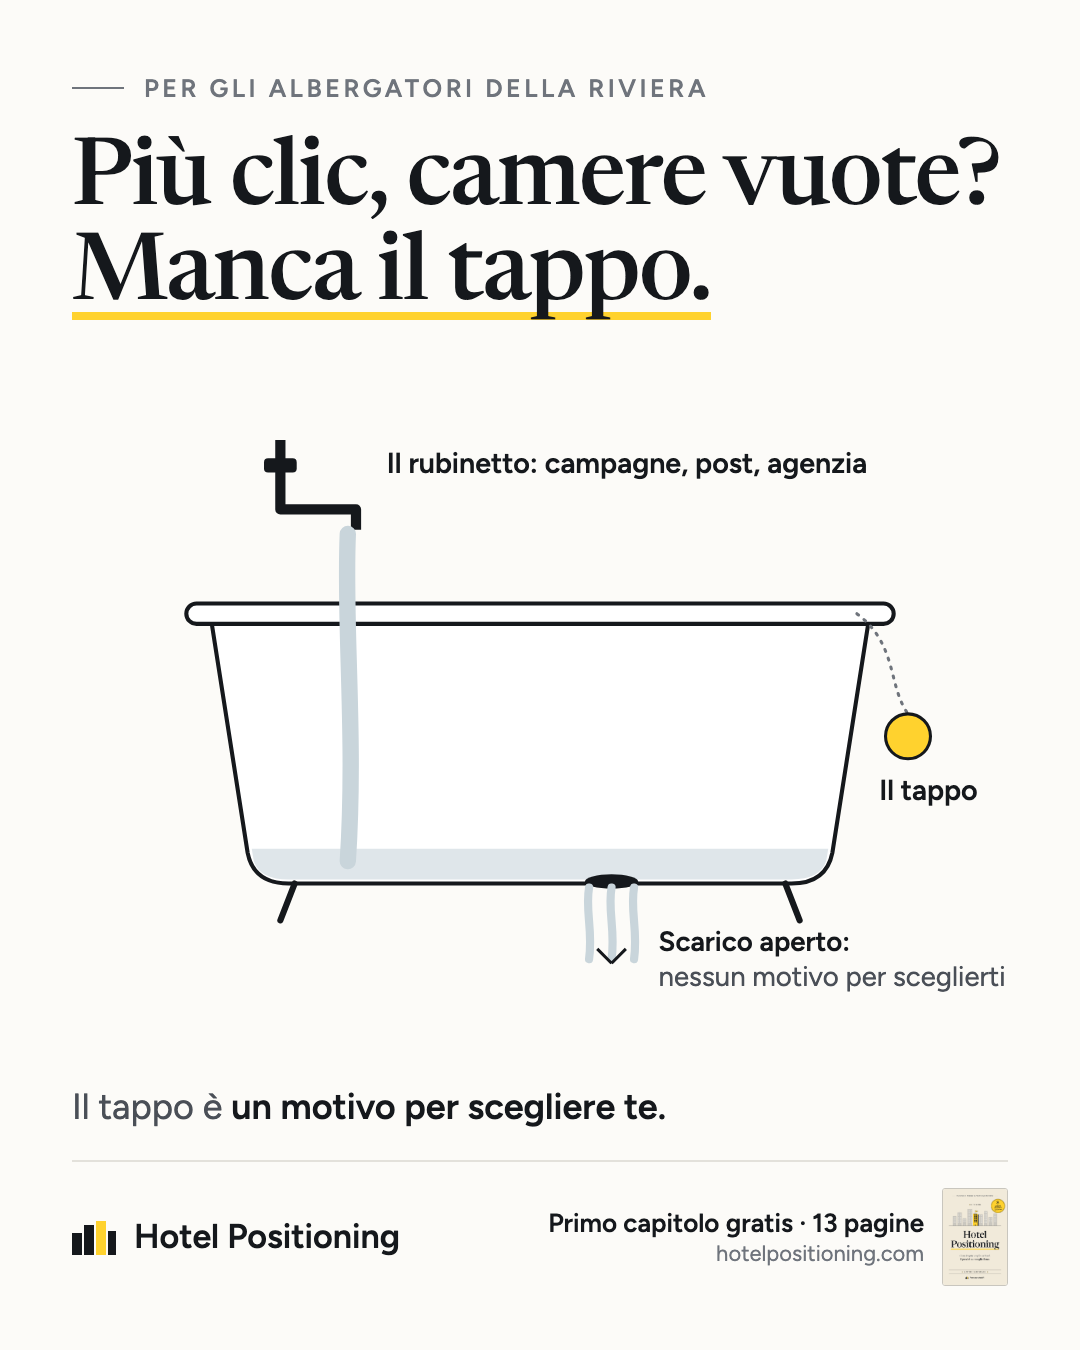 PER GLI ALBERGATORI DELLA RIVIERA
Più clic, camere vuote?
Manca il tappo.
Il rubinetto: campagne, post, agenzia
Il tappo
Scarico aperto:
nessun motivo per sceglierti
Il tappo è un motivo per scegliere te.
Hotel Positioning
Primo capitolo gratis · 13 pagine
hotelpositioning.com
Hotel
Positioning